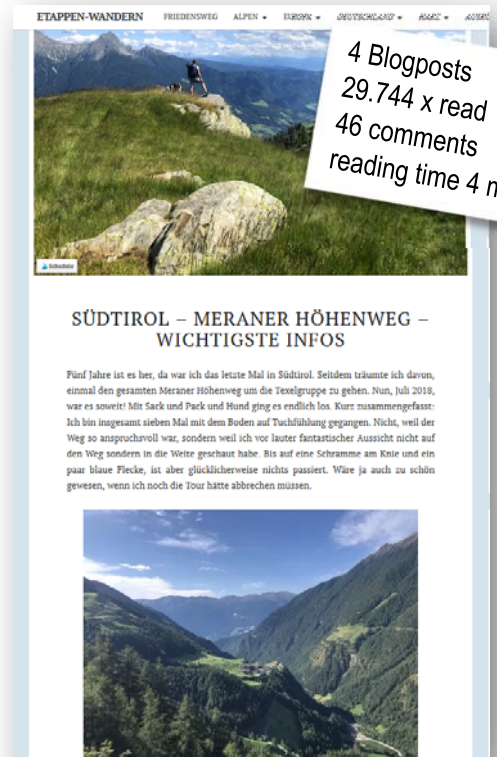 ETAPPEN-WANDERN FRIEDENSWEG ALPEN EUROPA DEUTSCHLAND HARZ
4 Blogposts
29.744 x read
46 comments
reading time 4 m
SÜDTIROL – MERANER HÖHENWEG –
WICHTIGSTE INFOS
Fünf Jahre ist es her, da war ich das letzte Mal in Südtirol. Seitdem träumte ich davon,
einmal den gesamten Meraner Höhenweg um die Texelgruppe zu gehen. Nun, Juli 2018,
war es soweit! Mit Sack und Pack und Hund ging es endlich los. Kurz zusammengefasst:
Ich bin insgesamt sieben Mal mit dem Boden auf Tuchfühlung gegangen. Nicht, weil der
Weg so anspruchsvoll war, sondern weil ich vor lauter fantastischer Aussicht nicht auf
den Weg sondern in die Weite geschaut habe. Bis auf eine Schramme am Knie und ein
paar blaue Flecke, ist aber glücklicherweise nichts passiert. Wäre ja auch zu schön
gewesen, wenn ich noch die Tour hätte abbrechen müssen.